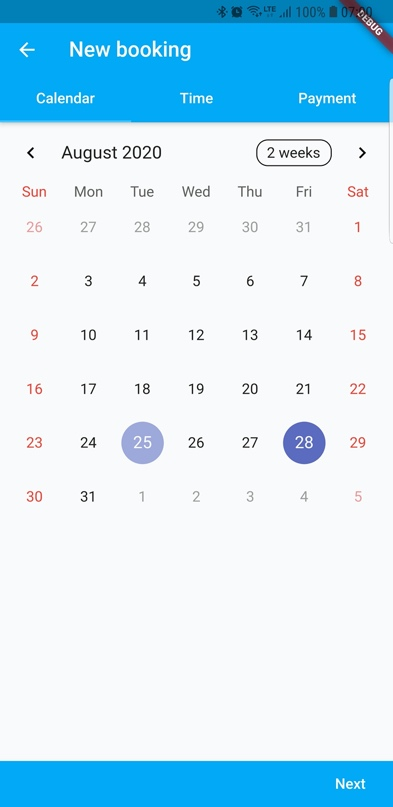 LTE 100% 07:00
DEBUG
New booking
Calendar Time Payment
August 2020 2 weeks
Sun Mon Tue Wed Thu Fri Sat
26 27 28 29 30 31 1
2 3 4 5 6 7 8
9 10 11 12 13 14 15
16 17 18 19 20 21 22
23 24 25 26 27 28 29
30 31 1 2 3 4 5
Next